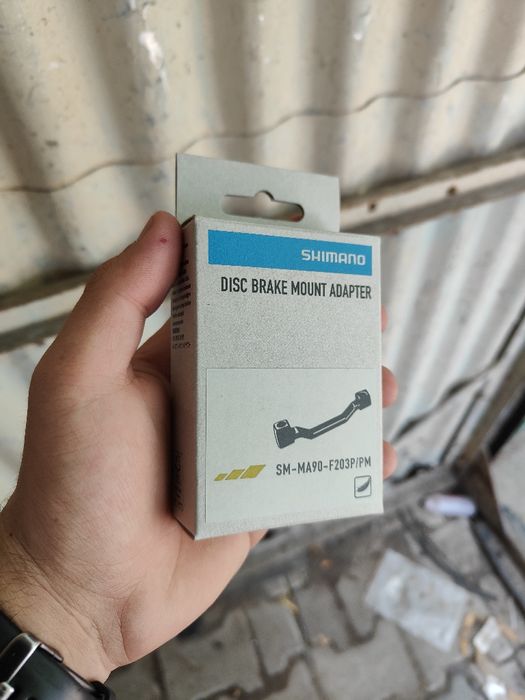 SHIMANO
DISC BRAKE MOUNT ADAPTER
SM-MA90-F203P/PM